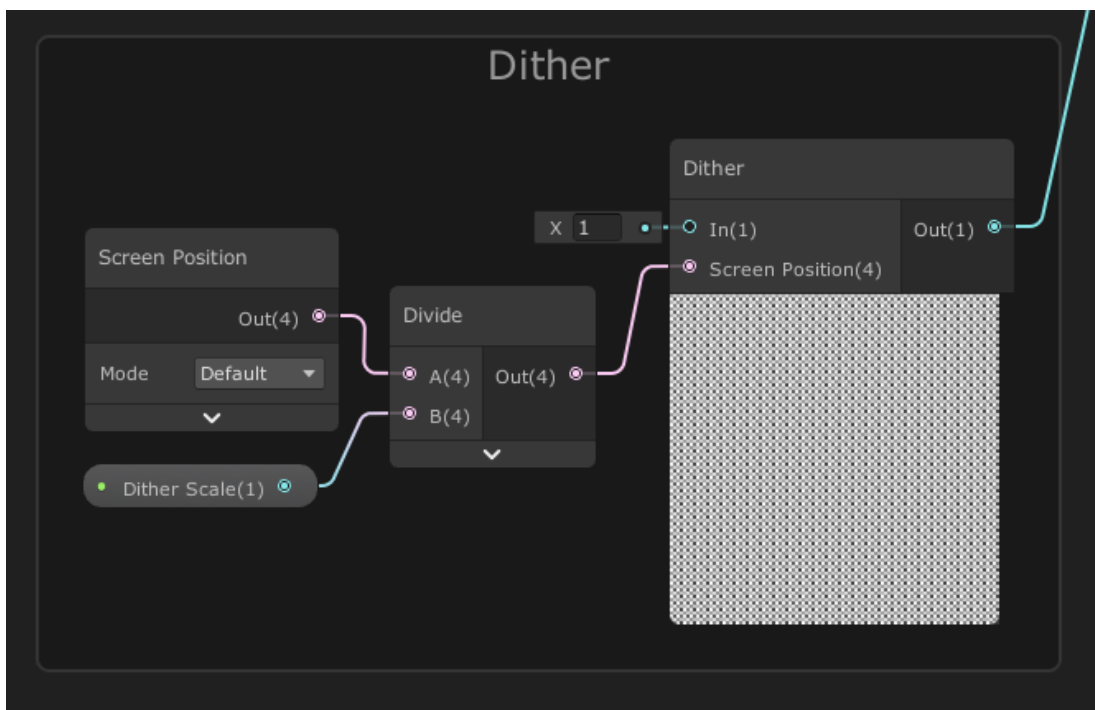 Dither
Dither
X 1
In(1)
Out(1)
Screen Position(4)
Screen Position
Out(4)
Mode Default
Divide
A(4)
Out(4)
B(4)
Dither Scale(1)